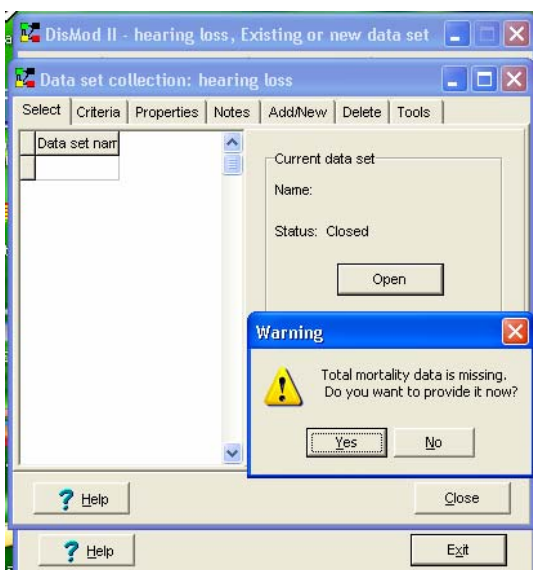 DisMod II - hearing loss, Existing or new data set
Data set collection: hearing loss
Select Criteria Properties Notes Add/New Delete Tools
Data set nam
Current data set
Name:
Status: Closed
Open
Warning
Total mortality data is missing.
Do you want to provide it now?
Yes No
? Help Close
? Help Exit